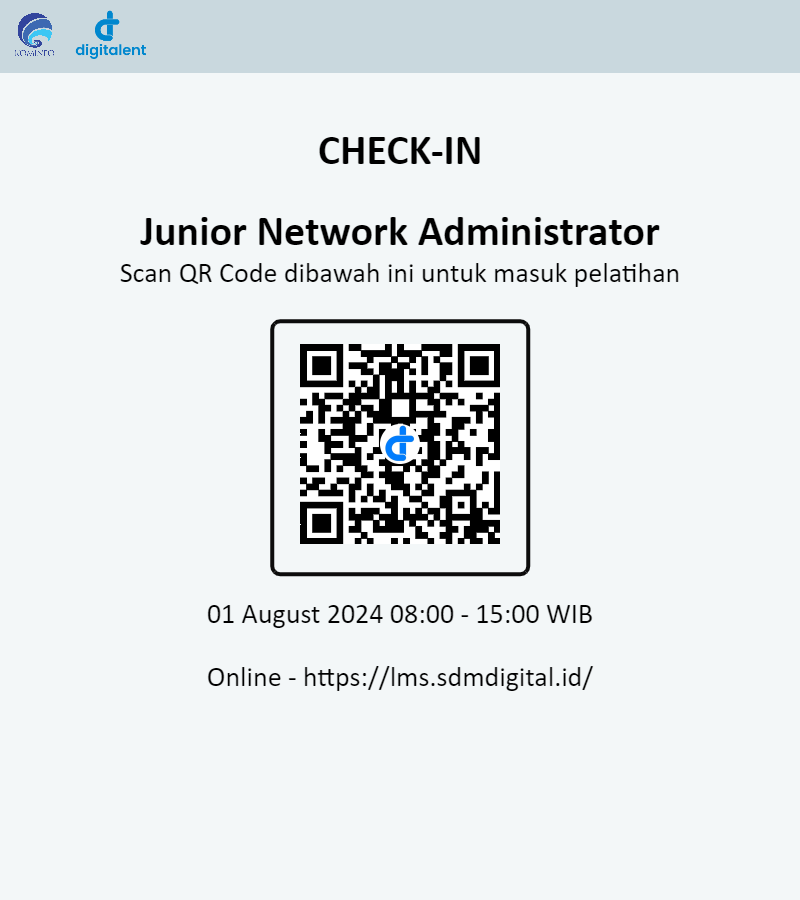 KOMINFO
digitalent
CHECK-IN
Junior Network Administrator
Scan QR Code dibawah ini untuk masuk pelatihan
01 August 2024 08:00 - 15:00 WIB
Online - https://lms.sdmdigital.id/